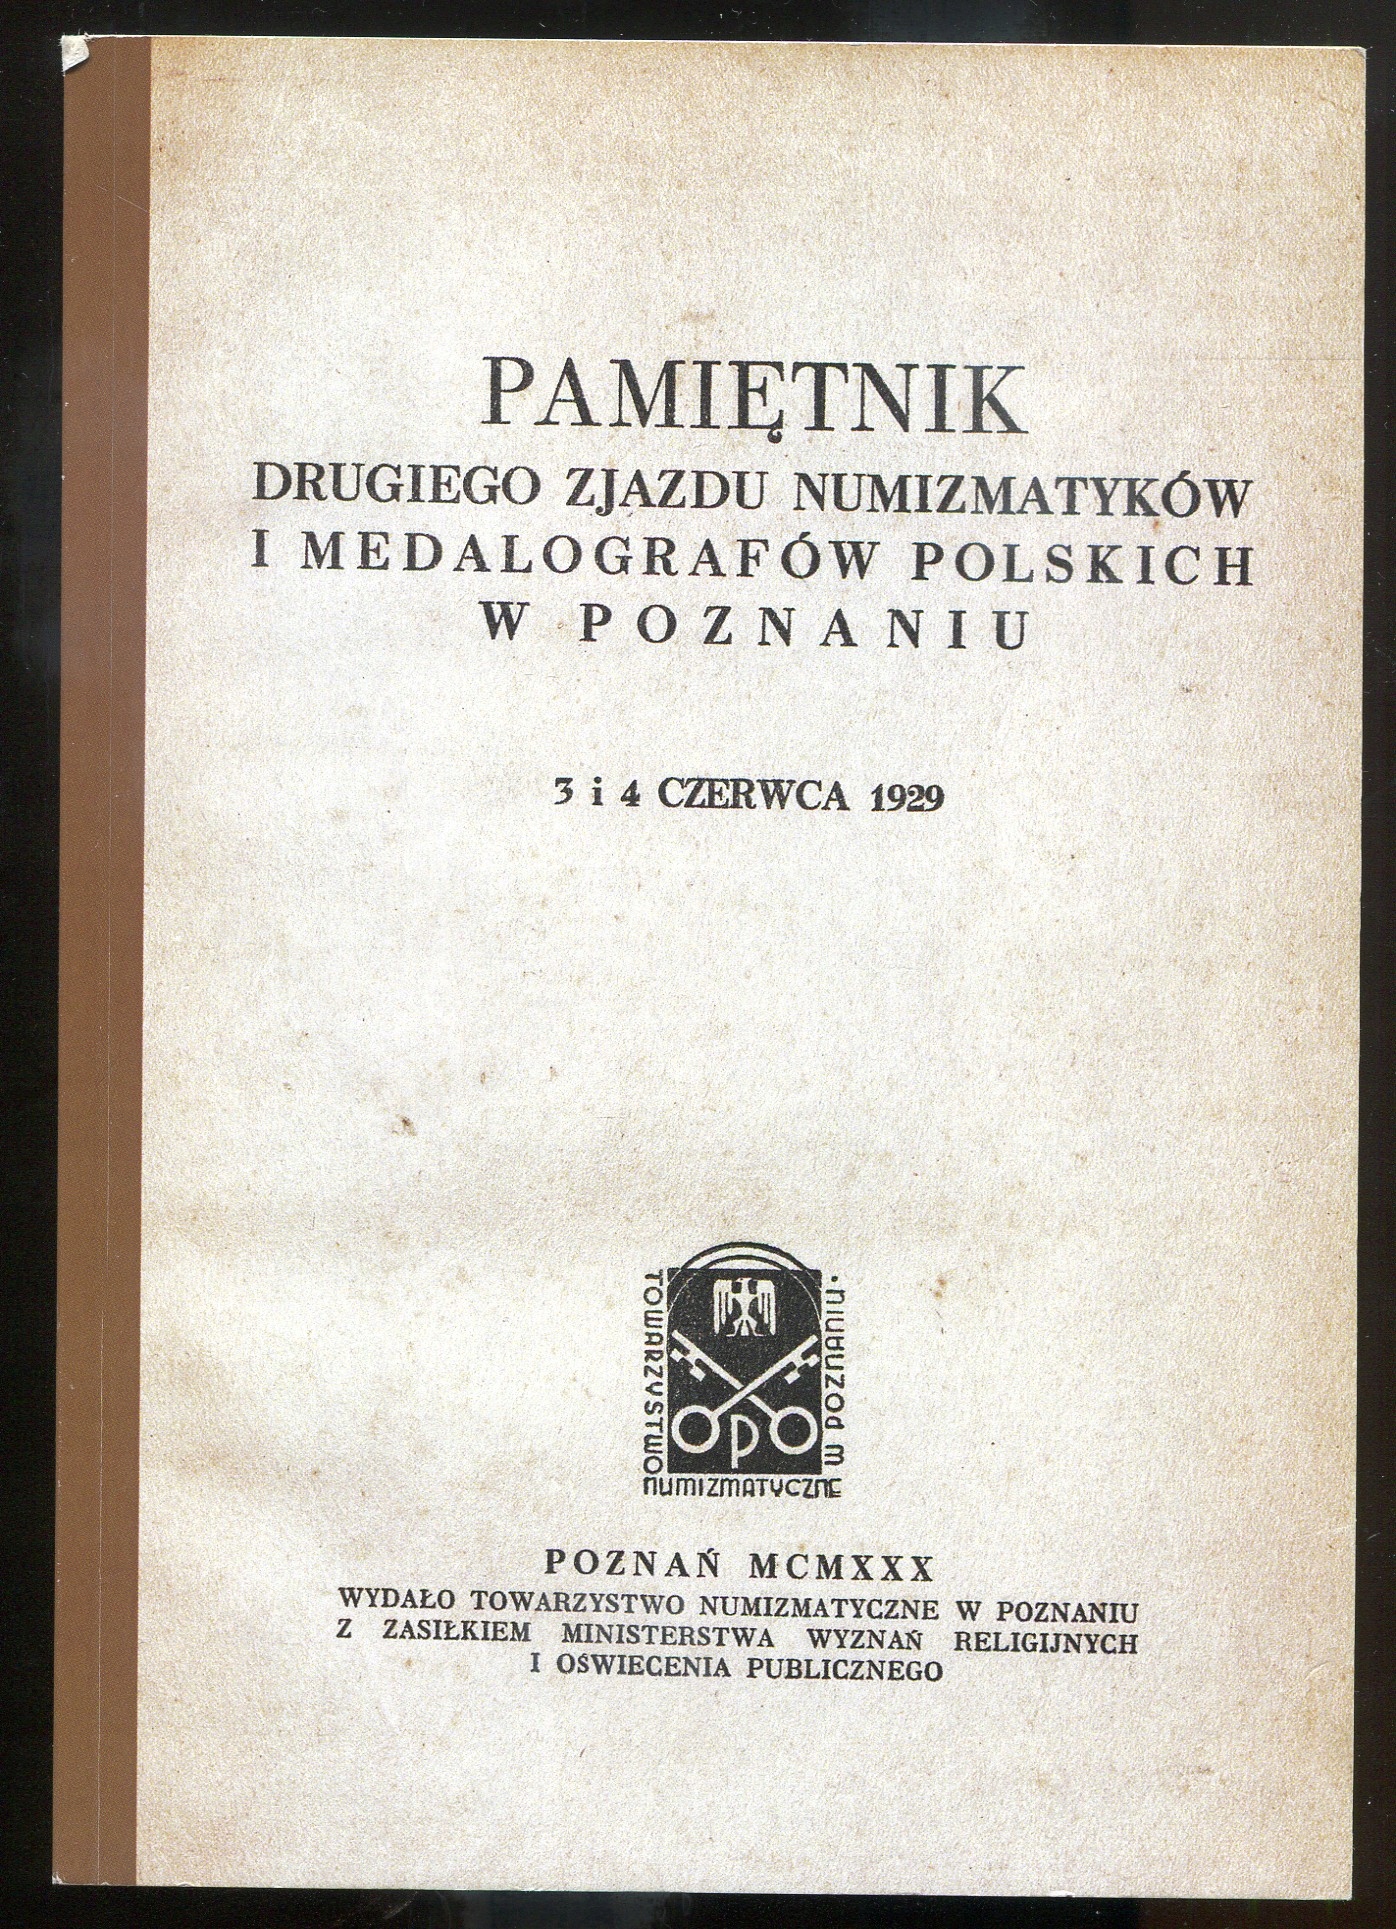 PAMIĘTNIK
DRUGIEGO ZJAZDU NUMIZMATYKÓW
I MEDALOGRAFÓW POLSKICH
W POZNANIU
3 i 4 CZERWCA 1929
TOWARZYSTWO
NUMIZMATYCZNE
W POZNANIU •
P
POZNAŃ MCMXXX
WYDAŁO TOWARZYSTWO NUMIZMATYCZNE W POZNANIU
Z ZASIŁKIEM MINISTERSTWA WYZNAŃ RELIGIJNYCH
I OŚWIECENIA PUBLICZNEGO